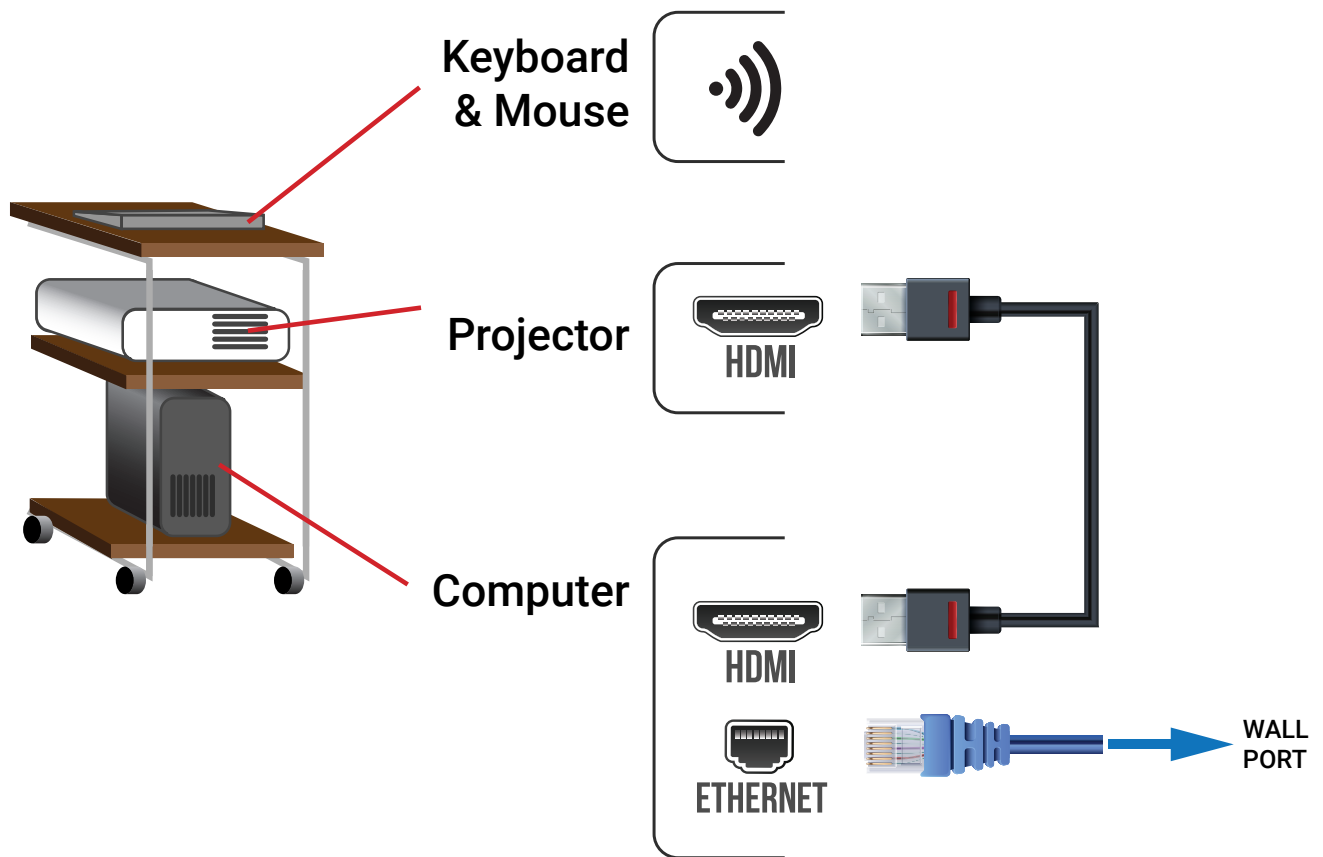 Keyboard
& Mouse
Projector
HDMI
Computer
HDMI
ETHERNET
WALL
PORT